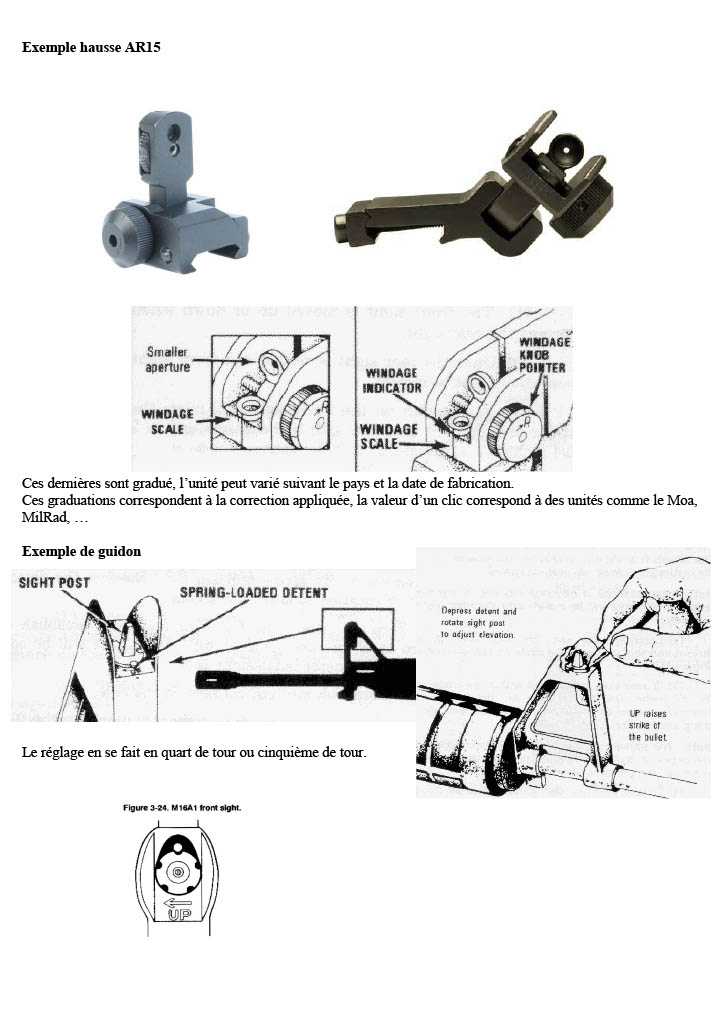 Exemple hausse AR15
Smaller
aperture
WINDAGE
SCALE
WINDAGE
INDICATOR
WINDAGE
SCALE
WINDAGE
KNOB
POINTER
R
R
Ces dernières sont gradué, l'unité peut varié suivant le pays et la date de fabrication.
Ces graduations correspondent à la correction appliquée, la valeur d'un clic correspond à des unités comme le Moa,
MilRad, …
Exemple de guidon
SIGHT POST
SPRING-LOADED DETENT
Depress detent and
rotate sight post
to adjust elevation.
UP raises
strike of
the bullet.
Le réglage en se fait en quart de tour ou cinquième de tour.
Figure 3-24. M16A1 front sight.
UP